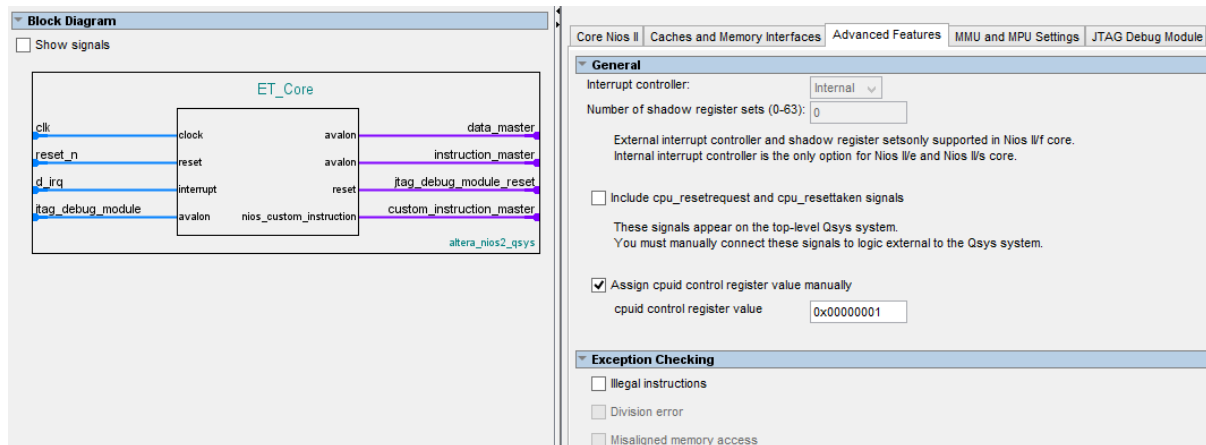 Block Diagram
Show signals
ET_Core
clk
clock
avalon
data_master
reset_n
reset
avalon
instruction_master
d_irq
interrupt
reset
jtag_debug_module_reset
jtag_debug_module
avalon
nios_custom_instruction
custom_instruction_master
altera_nios2_qsys
Core Nios II
Caches and Memory Interfaces
Advanced Features
MMU and MPU Settings
JTAG Debug Module
General
Interrupt controller:
Internal
Number of shadow register sets (0-63):
0
External interrupt controller and shadow register setsonly supported in Nios II/f core.
Internal interrupt controller is the only option for Nios II/e and Nios II/s core.
Include cpu_resetrequest and cpu_resettaken signals
These signals appear on the top-level Qsys system.
You must manually connect these signals to logic external to the Qsys system.
Assign cpuid control register value manually
cpuid control register value
0x00000001
Exception Checking
Illegal instructions
Division error
Misaligned memory access